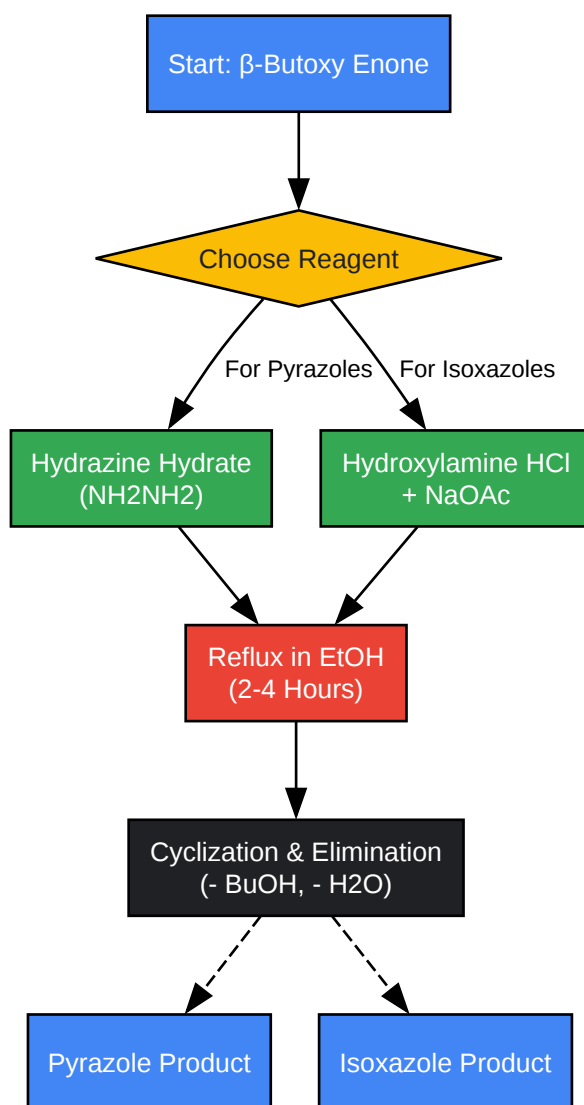 Start: β-Butoxy Enone
Choose Reagent
For Pyrazoles
For Isoxazoles
Hydrazine Hydrate
(NH2NH2)
Hydroxylamine HCl
+ NaOAc
Reflux in EtOH
(2-4 Hours)
Cyclization & Elimination
(- BuOH, - H2O)
Pyrazole Product
Isoxazole Product